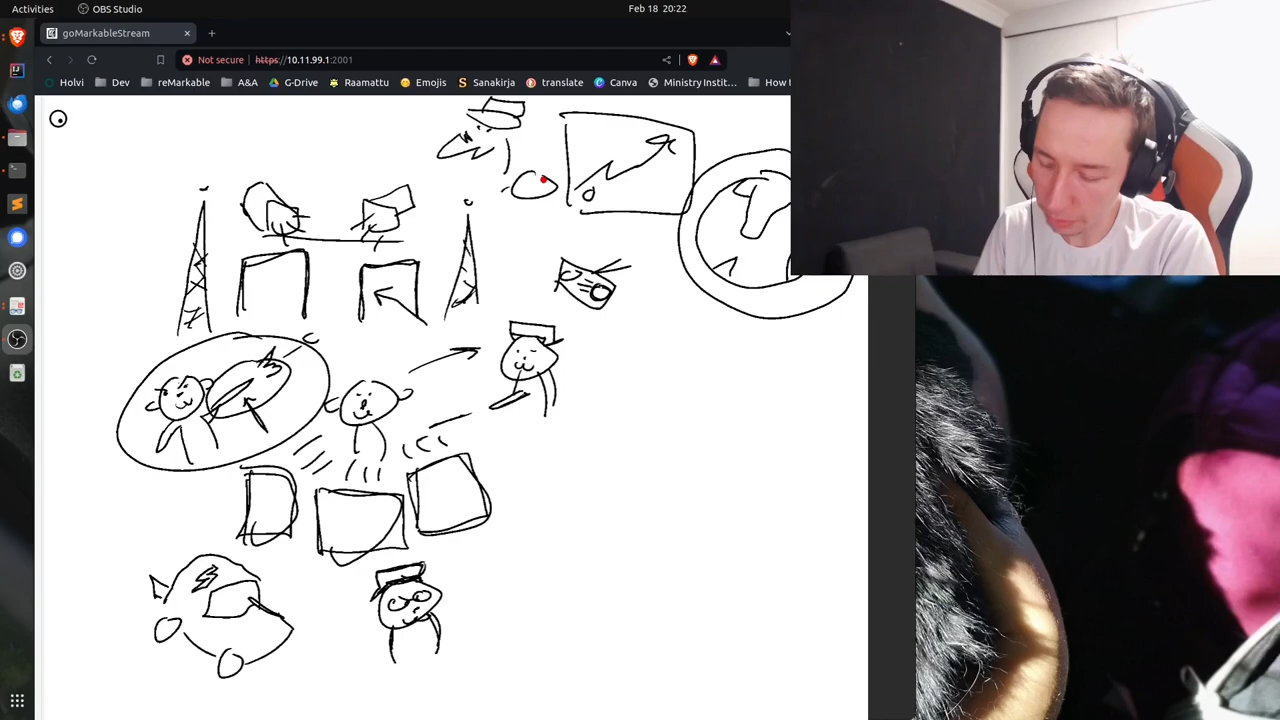 Activities
OBS Studio
Feb 18 20:22
goMarkableStream
Not secure https://10.11.99.1:2001
Holvi Dev reMarkable A&A G-Drive Raamattu Emojis Sanakirja translate Canva Ministry Instit... How t